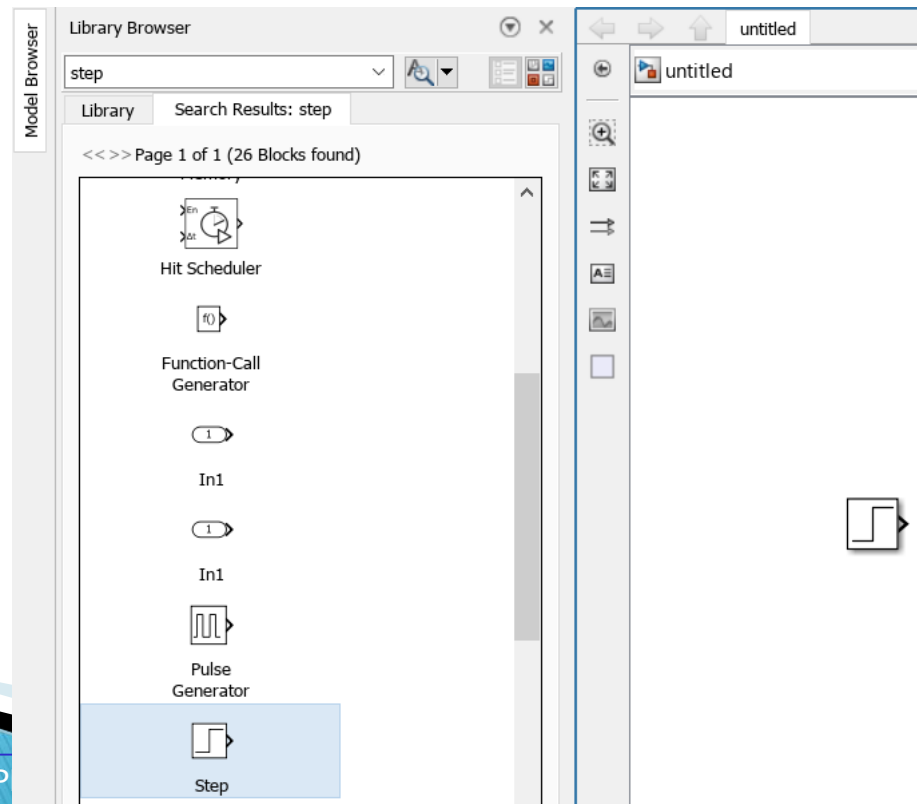 Model Browser
Library Browser
step
Library
Search Results: step
<< >> Page 1 of 1 (26 Blocks found)
Memory
En
Δt
Hit Scheduler
f()
Function-Call
Generator
1
In1
1
In1
Pulse
Generator
Step
untitled
untitled
A
P